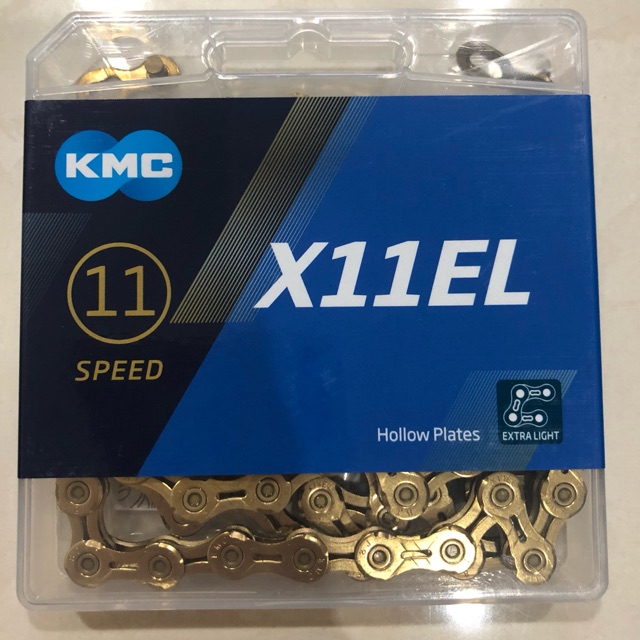 KMC
11
SPEED
X11EL
Hollow Plates
EXTRA LIGHT